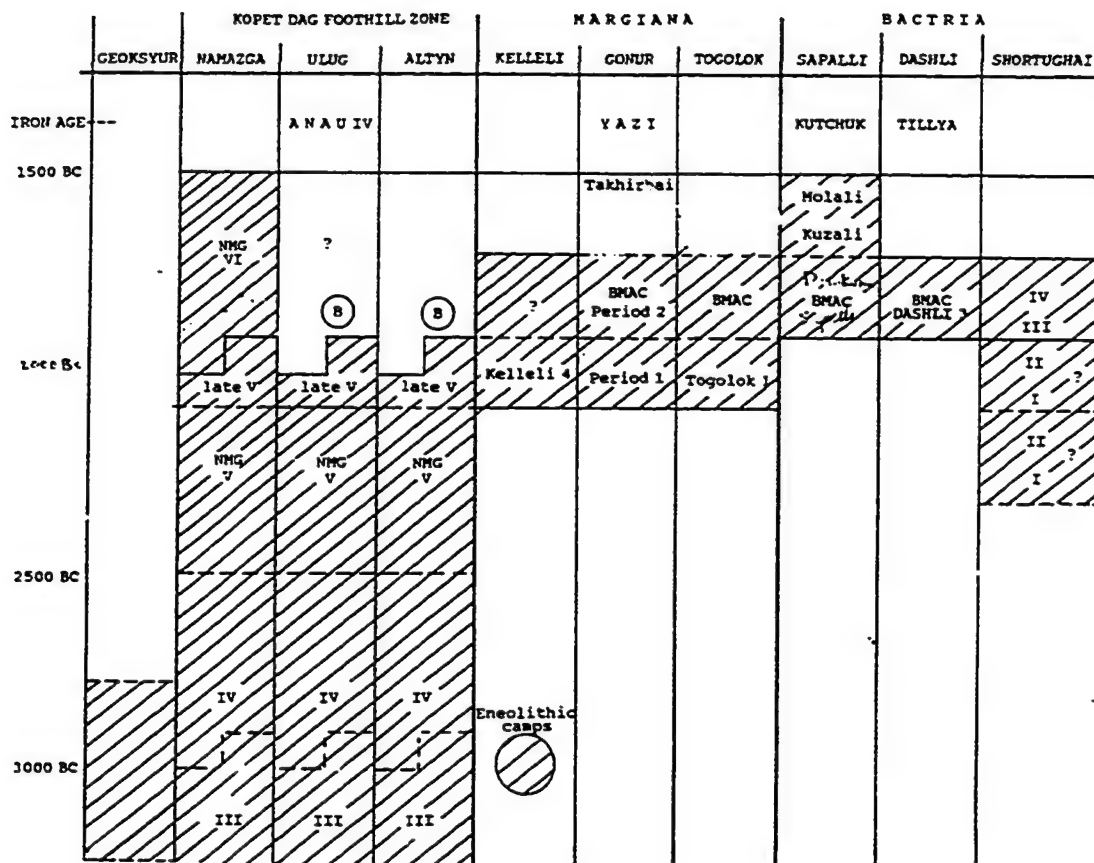 KOPET DAG FOOTHILL ZONE MARGIANA BACTRIA
GEOKSYUR NAMAZGA ULUG ALTYN KELLELI GONUR TOGOLOK SAPALLI DASHLI SHORTUGHAI
IRON AGE ANAU IV YAZI KUTCHUK TILLYA
1500 BC
Takhirbai Molali
Kuzali
NMG
VI
?
B B
? BMAC
Period 2
BMAC BMAC BMAC
DASHLI 3
IV
III
late V late V late V Kelleli 4 Period 1 Togolok 1 II
I
?
NMG
V
NMG
V
NMG
V
II
I
?
2500 BC
IV IV IV Eneolithic
camps
3000 BC
III III III